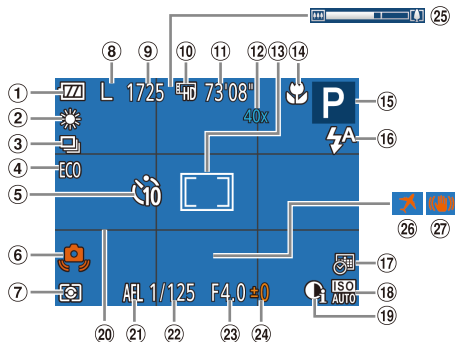 ㉕
⑧ ⑨ ⑩ ⑪ ⑫ ⑬ ⑭
① L 1725 HD 73'08" P ⑮
② 40x
③ A ⑯
④ ECO
⑤ 10
㉖ ㉗
⑥ ⑰
⑦ AEL 1/125 F4.0 ±0 i ISO AUTO ⑱
⑳ ㉑ ㉒ ㉓ ㉔ ⑲